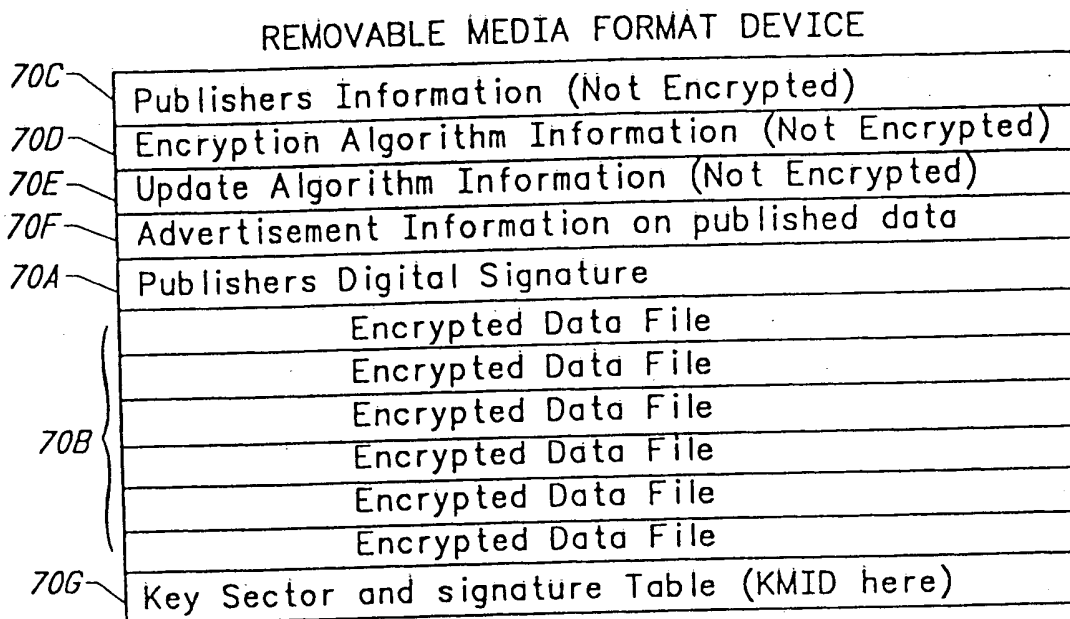 REMOVABLE MEDIA FORMAT DEVICE
70C Publishers Information (Not Encrypted)
70D Encryption Algorithm Information (Not Encrypted)
70E Update Algorithm Information (Not Encrypted)
70F Advertisement Information on published data
70A Publishers Digital Signature
Encrypted Data File
Encrypted Data File
Encrypted Data File
70B Encrypted Data File
Encrypted Data File
Encrypted Data File
70G Key Sector and signature Table (KMID here)